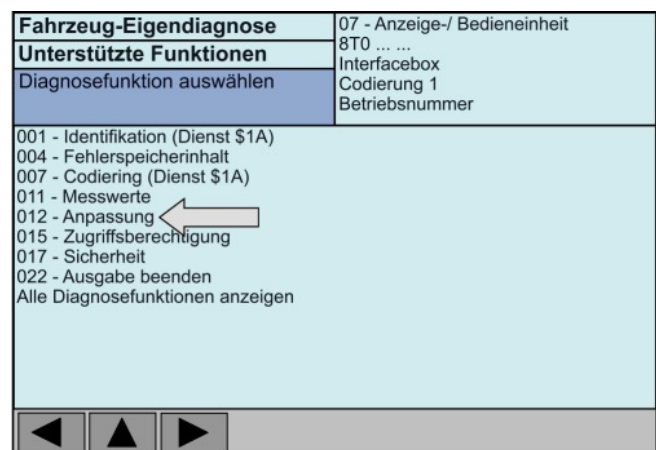 Fahrzeug-Eigendiagnose
Unterstützte Funktionen
Diagnosefunktion auswählen
07 - Anzeige-/ Bedieneinheit
8T0 ... ...
Interfacebox
Codierung 1
Betriebsnummer
001 - Identifikation (Dienst $1A)
004 - Fehlerspeicherinhalt
007 - Codiering (Dienst $1A)
011 - Messwerte
012 - Anpassung
015 - Zugriffsberechtigung
017 - Sicherheit
022 - Ausgabe beenden
Alle Diagnosefunktionen anzeigen